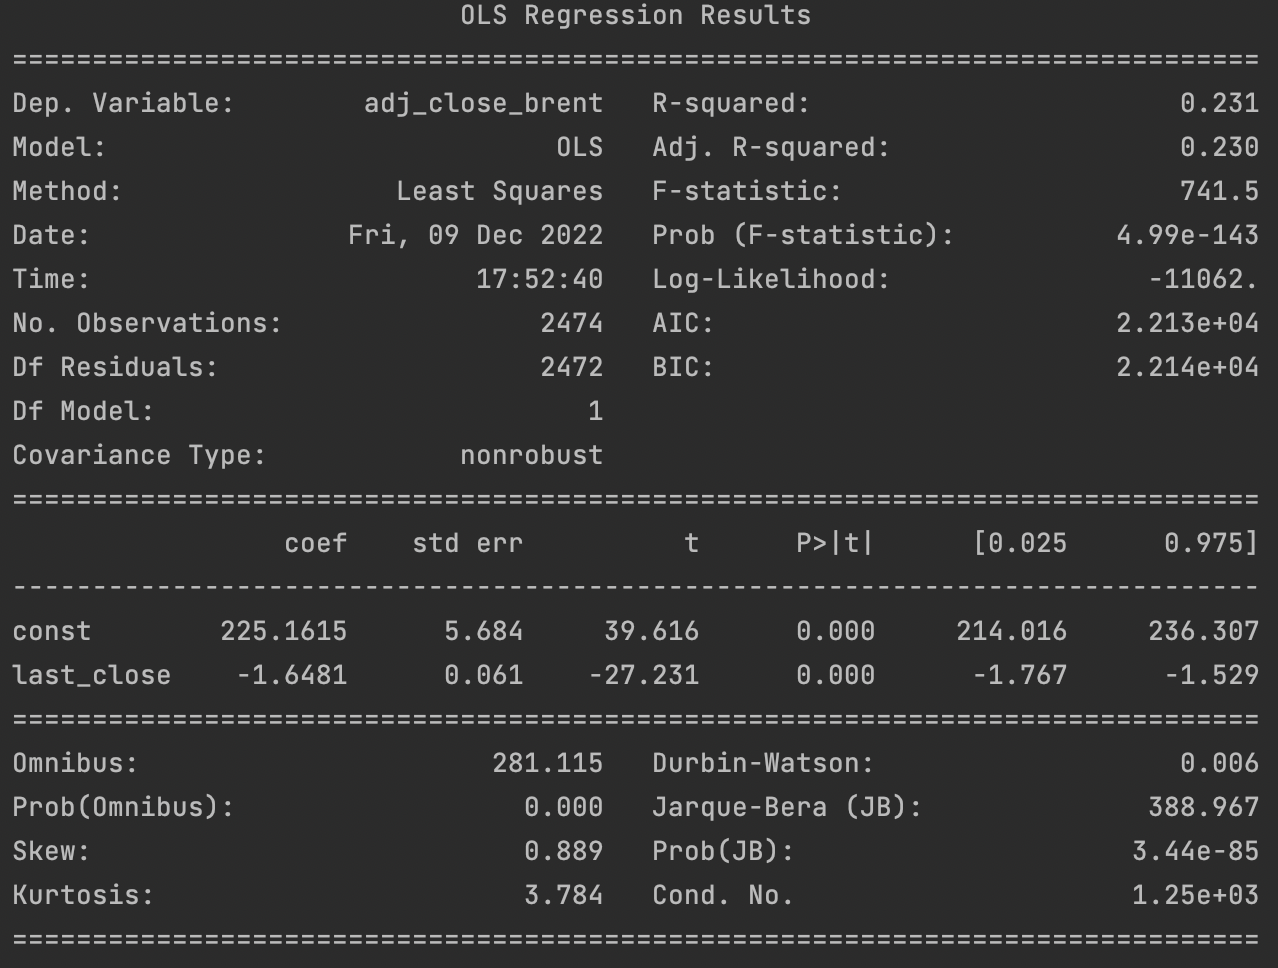 OLS Regression Results
==============================================================================
Dep. Variable: adj_close_brent R-squared: 0.231
Model: OLS Adj. R-squared: 0.230
Method: Least Squares F-statistic: 741.5
Date: Fri, 09 Dec 2022 Prob (F-statistic): 4.99e-143
Time: 17:52:40 Log-Likelihood: -11062.
No. Observations: 2474 AIC: 2.213e+04
Df Residuals: 2472 BIC: 2.214e+04
Df Model: 1
Covariance Type: nonrobust
==============================================================================
coef std err t P>|t| [0.025 0.975]
------------------------------------------------------------------------------
const 225.1615 5.684 39.616 0.000 214.016 236.307
last_close -1.6481 0.061 -27.231 0.000 -1.767 -1.529
==============================================================================
Omnibus: 281.115 Durbin-Watson: 0.006
Prob(Omnibus): 0.000 Jarque-Bera (JB): 388.967
Skew: 0.889 Prob(JB): 3.44e-85
Kurtosis: 3.784 Cond. No. 1.25e+03
==============================================================================